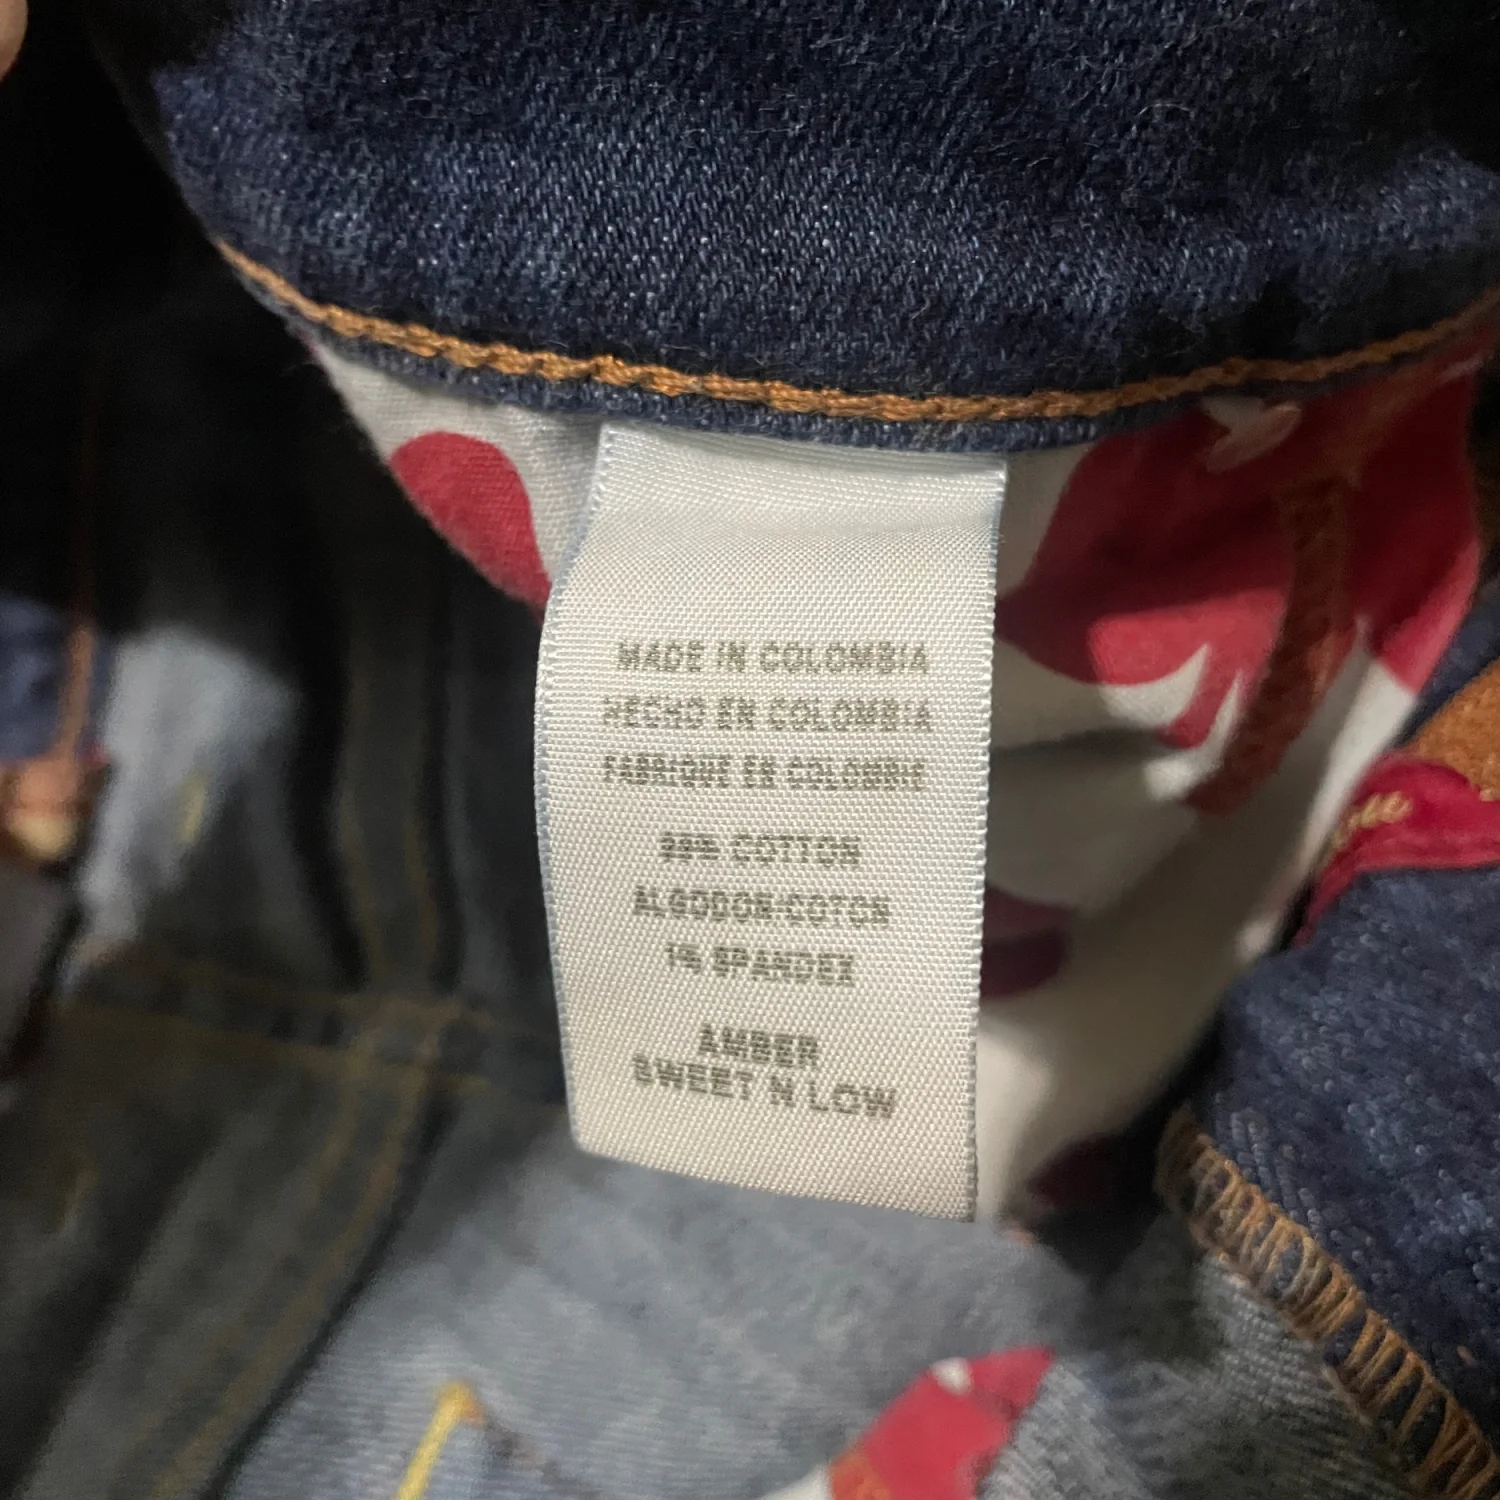 MADE IN COLOMBIA
HECHO EN COLOMBIA
FABRIQUE EN COLOMBIE
99% COTTON
ALGODON-COTON
1% SPANDEX
AMBER
SWEET N LOW